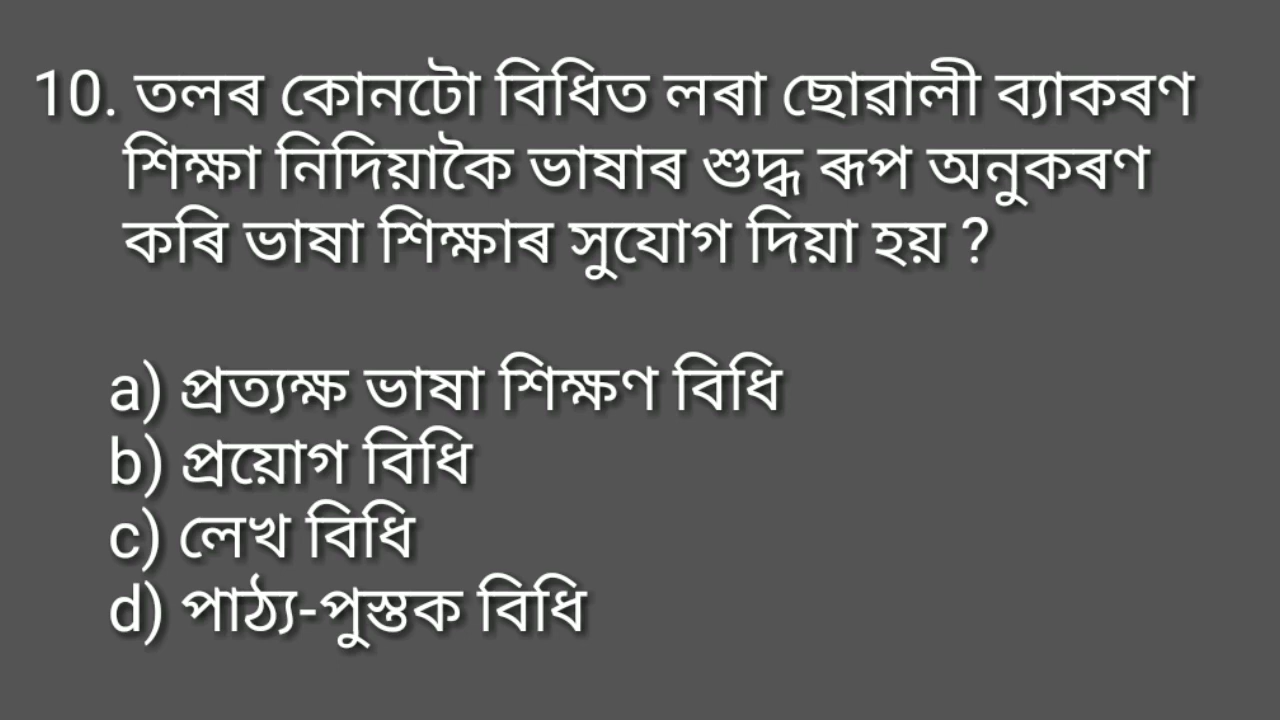 10. তলৰ কোনটো বিধিত লৰা ছোৱালী ব্যাকৰণ
শিক্ষা নিদিয়াকৈ ভাষাৰ শুদ্ধ ৰূপ অনুকৰণ
কৰি ভাষা শিক্ষাৰ সুযোগ দিয়া হয় ?
a) প্ৰত্যক্ষ ভাষা শিক্ষণ বিধি
b) প্ৰয়োগ বিধি
c) লেখ বিধি
d) পাঠ্য-পুস্তক বিধি